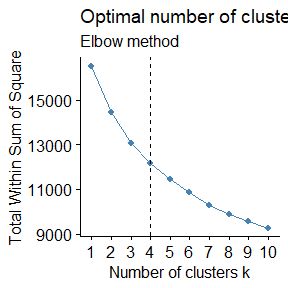 Optimal number of cluste
Elbow method
Total Within Sum of Square
15000
13000
11000
9000
1 2 3 4 5 6 7 8 9 10
Number of clusters k